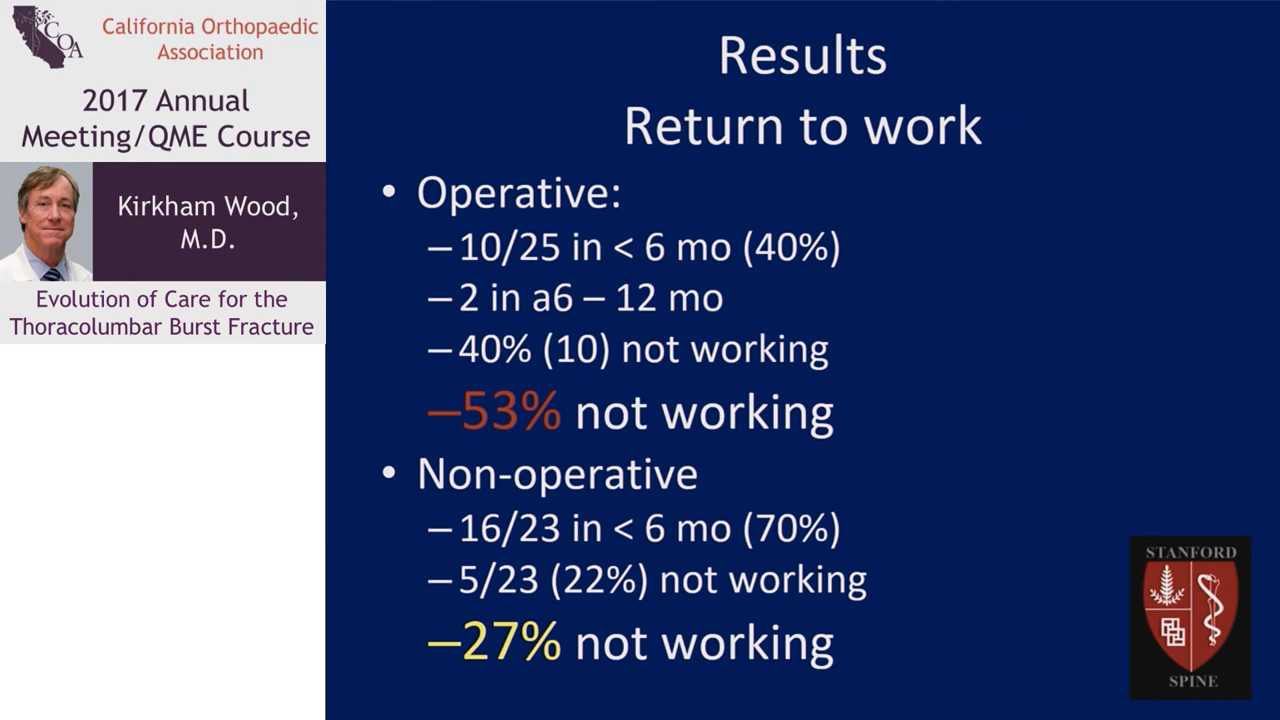 COA
California Orthopaedic
Association
2017 Annual
Meeting/QME Course
Kirkham Wood,
M.D.
Evolution of Care for the
Thoracolumbar Burst Fracture
Results
Return to work
• Operative:
– 10/25 in < 6 mo (40%)
– 2 in a6 – 12 mo
– 40% (10) not working
–53% not working
• Non-operative
– 16/23 in < 6 mo (70%)
– 5/23 (22%) not working
–27% not working
STANFORD
SPINE